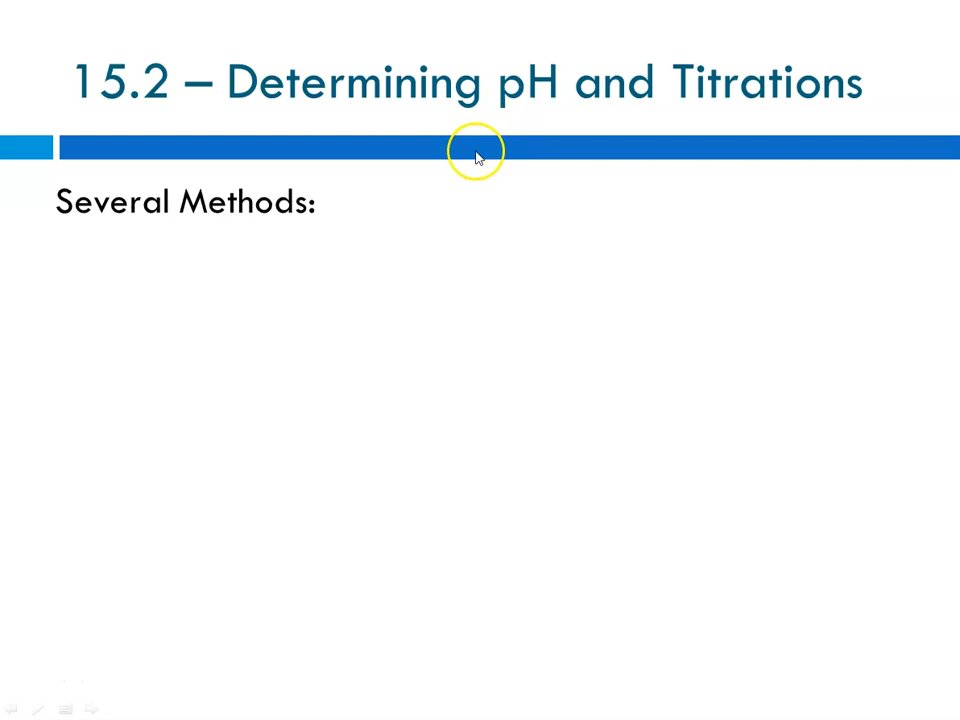 15.2 – Determining pH and Titrations
Several Methods: